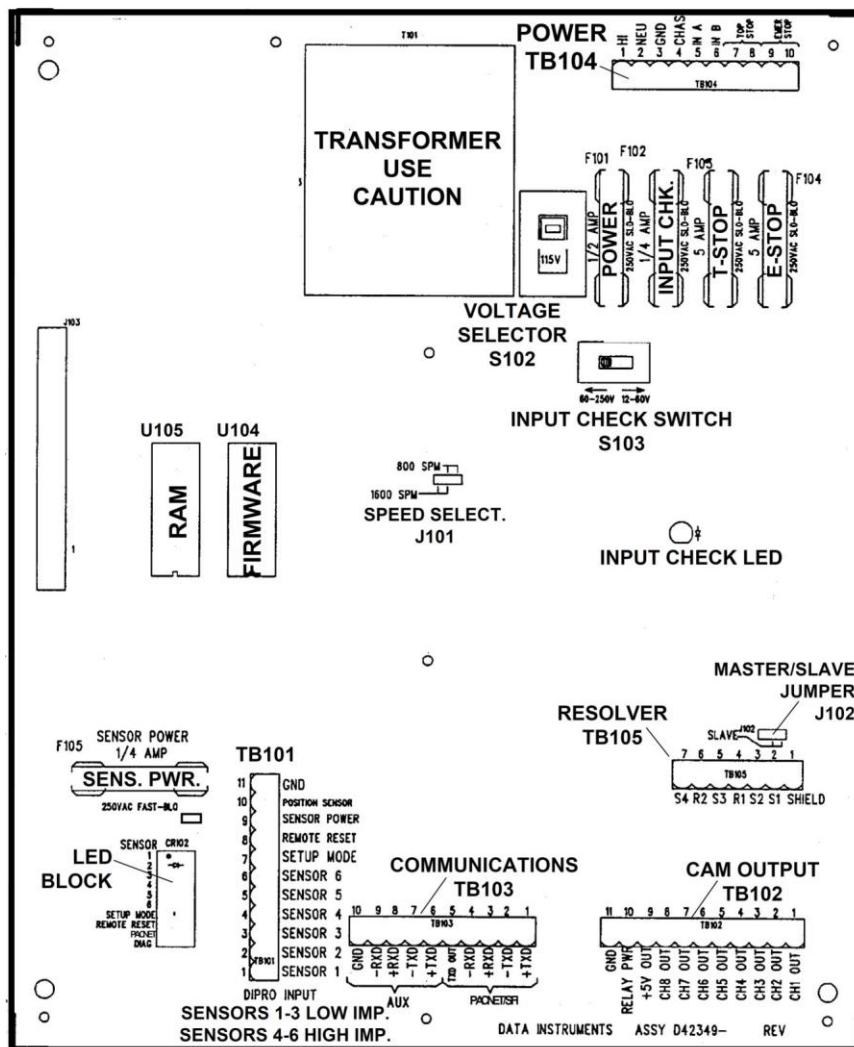 T101
POWER
TB104
HI
NEU
GND
CHAS
IN A
IN B
TOP
STOP
EMER
STOP
1 2 3 4 5 6 7 8 9 10
TB104
TRANSFORMER
USE
CAUTION
F101
F102
F105
F104
1/2 AMP
POWER
250VAC SLO-BLO
1/4 AMP
INPUT CHK.
250VAC SLO-BLO
5 AMP
T-STOP
250VAC SLO-BLO
5 AMP
E-STOP
250VAC SLO-BLO
115V
VOLTAGE
SELECTOR
S102
60-250V 12-60V
INPUT CHECK SWITCH
S103
J103
1
U105
U104
RAM
FIRMWARE
800 SPM
1600 SPM
SPEED SELECT.
J101
INPUT CHECK LED
MASTER/SLAVE
JUMPER
J102
RESOLVER
TB105
J102
SLAVE
7 6 5 4 3 2 1
TB105
S4 R2 S3 R1 S2 S1 SHIELD
F105
SENSOR POWER
1/4 AMP
SENS. PWR.
250VAC FAST-BLO
TB101
11 GND
10 POSITION SENSOR
9 SENSOR POWER
8 REMOTE RESET
7 SETUP MODE
6 SENSOR 6
5 SENSOR 5
4 SENSOR 4
3 SENSOR 3
2 SENSOR 2
1 SENSOR 1
TB101
DIPRO INPUT
SENSORS 1-3 LOW IMP.
SENSORS 4-6 HIGH IMP.
LED
BLOCK
SENSOR
CR102
1
2
3
4
5
6
SETUP MODE
REMOTE RESET
PACNET
DIAG
COMMUNICATIONS
TB103
10 9 8 7 6 5 4 3 2 1
TB103
GND
-RXD
+RXD
-TXD
+TXD
TXD OUT
-RXD
+RXD
-TXD
+TXD
AUX
PACNET/SFI
CAM OUTPUT
TB102
11 10 9 8 7 6 5 4 3 2 1
TB102
GND
RELAY PWR
+5V OUT
CH8 OUT
CH7 OUT
CH6 OUT
CH5 OUT
CH4 OUT
CH3 OUT
CH2 OUT
CH1 OUT
DATA INSTRUMENTS ASSY D42349- REV